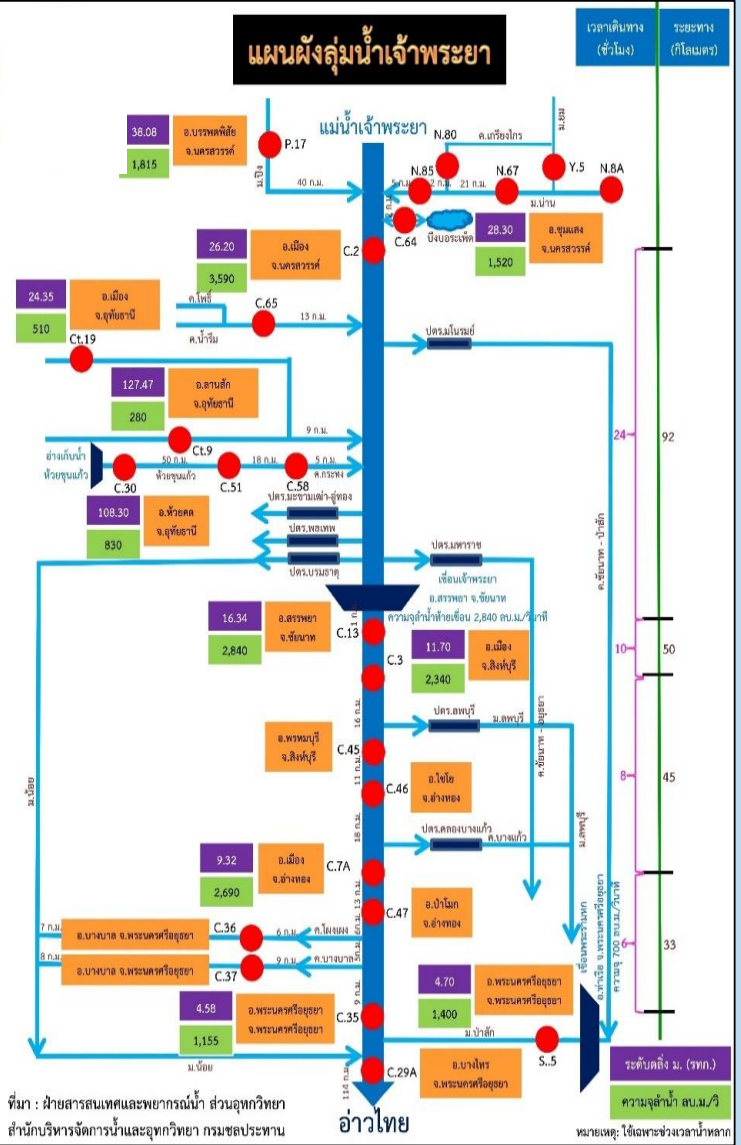 แผนผังลุ่มน้ำเจ้าพระยา
เวลาเดินทาง
(ชั่วโมง)
ระยะทาง
(กิโลเมตร)
แม่น้ำเจ้าพระยา
38.08
1,815
อ.บรรพตพิสัย
จ.นครสวรรค์
P.17
ม.ปิง
40 ก.ม.
N.80
ค.เกรียงไกร
ม.ยม
N.85
N.67
Y.5
N.8A
5 ก.ม.
2 ก.ม.
21 ก.ม.
ม.น่าน
C.64
บึงบอระเพ็ด
28.30
1,520
อ.ชุมแสง
จ.นครสวรรค์
26.20
3,590
อ.เมือง
จ.นครสวรรค์
C.2
24.35
510
อ.เมือง
จ.อุทัยธานี
ค.โพธิ์
C.65
13 ก.ม.
ค.น้ำริม
Ct.19
ปตร.มโนรมย์
127.47
280
อ.ลานสัก
จ.อุทัยธานี
9 ก.ม.
Ct.9
24
92
อ่างเก็บน้ำ
ห้วยขุนแก้ว
50 ก.ม.
18 ก.ม.
5 ก.ม.
ห้วยขุนแก้ว
ค.กระทง
C.30
C.51
C.58
108.30
830
อ.ห้วยคต
จ.อุทัยธานี
ปตร.มะขามเฒ่า-อู่ทอง
ปตร.พลเทพ
ปตร.บรมธาตุ
ปตร.มหาราช
เขื่อนเจ้าพระยา
อ.สรรพยา จ.ชัยนาท
ความจุลำน้ำท้ายเขื่อน 2,840 ลบ.ม./วินาที
ค.ชัยนาท - ป่าสัก
16.34
2,840
อ.สรรพยา
จ.ชัยนาท
C.13
C.3
11.70
2,340
อ.เมือง
จ.สิงห์บุรี
10
50
16 ก.ม.
ปตร.ลพบุรี
ม.ลพบุรี
ค.ชัยนาท - อยุธยา
อ.พรหมบุรี
จ.สิงห์บุรี
C.45
11 ก.ม.
C.46
อ.ไชโย
จ.อ่างทอง
8
45
ม.น้อย
18 ก.ม.
ปตร.คลองบางแก้ว
ค.บางแก้ว
ม.ลพบุรี
9.32
2,690
อ.เมือง
จ.อ่างทอง
C.7A
13 ก.ม.
C.47
อ.ป่าโมก
จ.อ่างทอง
7 ก.ม.
อ.บางบาล จ.พระนครศรีอยุธยา
C.36
6 ก.ม.
ค.โผงเผง
6 ก.ม.
8 ก.ม.
อ.บางบาล จ.พระนครศรีอยุธยา
C.37
9 ก.ม.
ค.บางบาล
6
33
เขื่อนพระรามหก
อ.ท่าเรือ จ.พระนครศรีอยุธยา
ความจุ 700 ลบ.ม./วินาที
4.58
1,155
อ.พระนครศรีอยุธยา
จ.พระนครศรีอยุธยา
9 ก.ม.
C.35
4.70
1,400
อ.พระนครศรีอยุธยา
จ.พระนครศรีอยุธยา
ม.ป่าสัก
S..5
ม.น้อย
C.29A
อ.บางไทร
จ.พระนครศรีอยุธยา
114 ก.ม.
อ่าวไทย
ระดับตลิ่ง ม. (รทก.)
ความจุลำน้ำ ลบ.ม./วิ
ที่มา : ฝ่ายสารสนเทศและพยากรณ์น้ำ ส่วนอุทกวิทยา
สำนักบริหารจัดการน้ำและอุทกวิทยา กรมชลประทาน
หมายเหตุ: ใช้เฉพาะช่วงเวลาน้ำหลาก